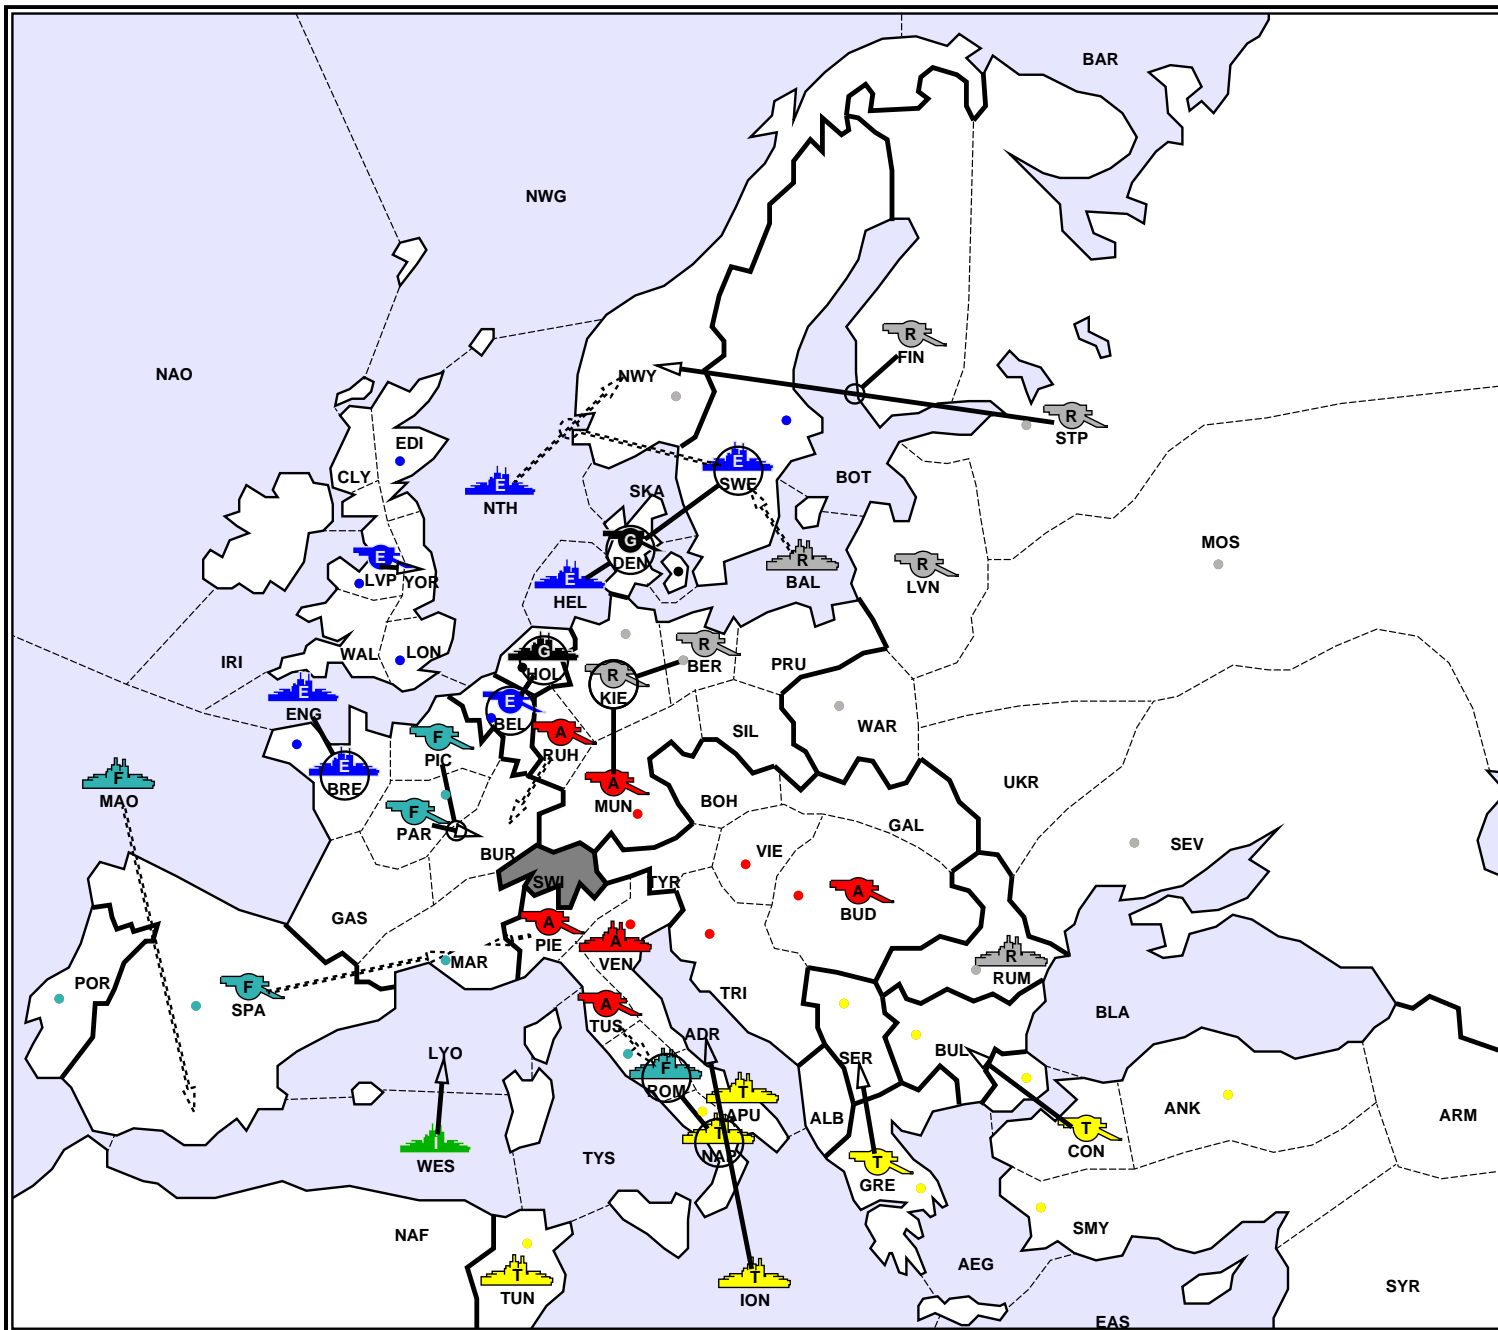 BAR
NWG
R
FIN
NAO
NWY
R
STP
EDI
CLY
E
SWE
BOT
SKA
E
NTH
G
DEN
MOS
E
LVP
YOR
E
HEL
R
BAL
R
LVN
IRI
WAL
LON
G
HOL
R
KIE
R
BER
PRU
E
ENG
E
BEL
F
PIC
A
RUH
SIL
WAR
F
MAO
E
BRE
A
MUN
BOH
UKR
F
PAR
BUR
GAL
SEV
VIE
SWI
TYR
A
BUD
GAS
A
PIE
A
VEN
MAR
R
RUM
POR
F
SPA
TRI
A
TUS
BLA
ADR
LYO
SER
BUL
F
ROM
T
APU
ALB
ANK
ARM
I
WES
T
NAP
T
CON
TYS
T
GRE
NAF
SMY
AEG
T
TUN
T
ION
SYR
EAS